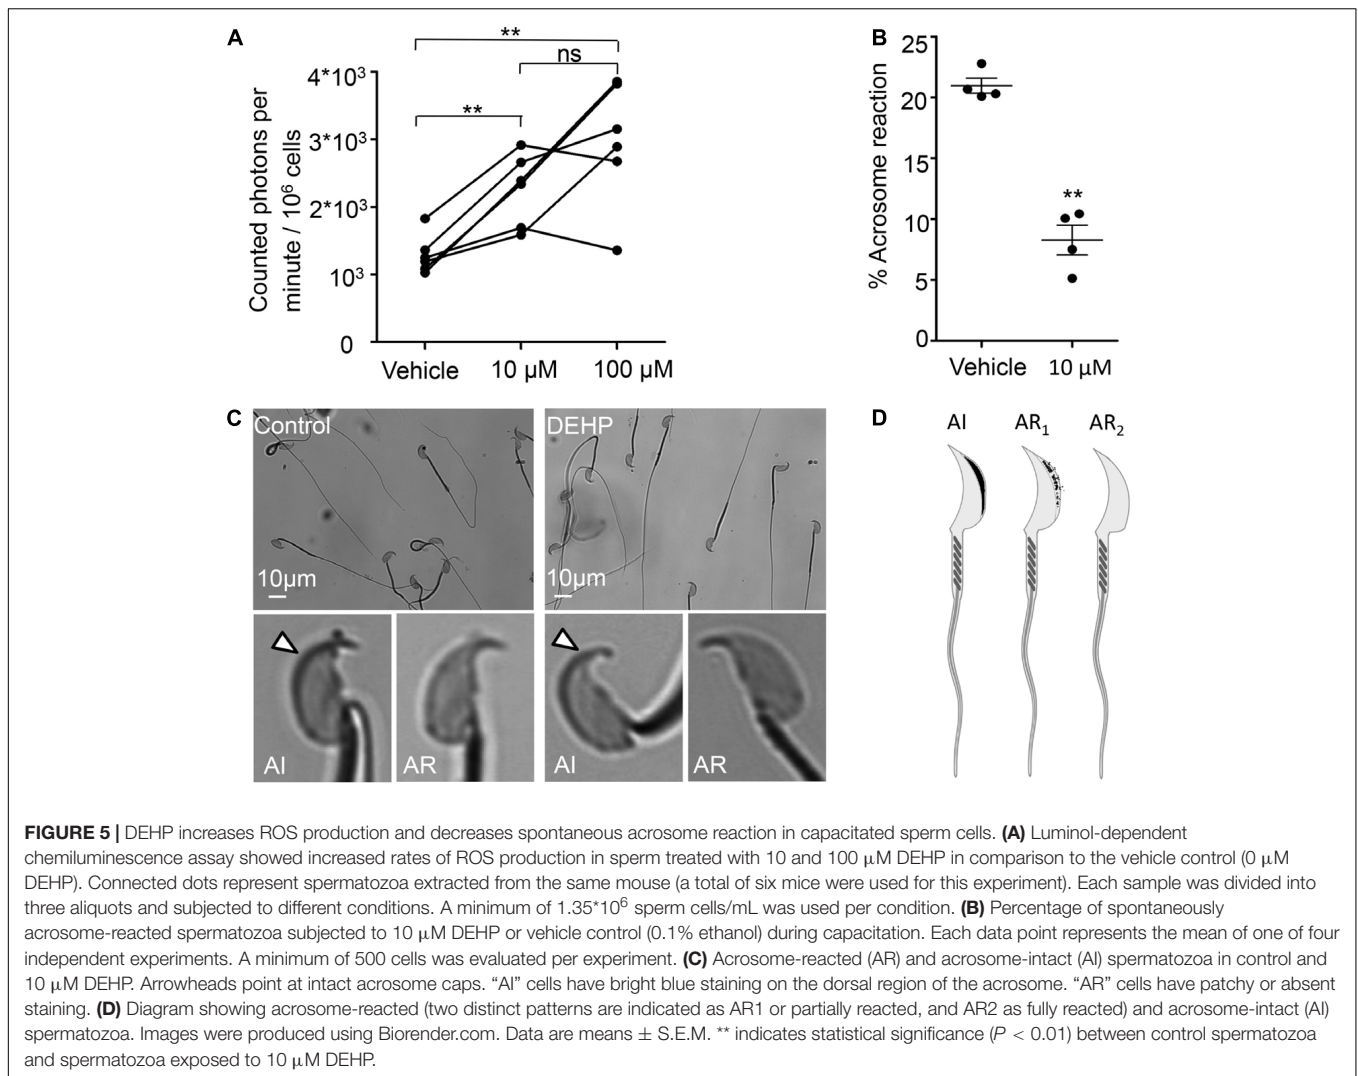 A
**
ns
**
Counted photons per
minute / 10⁶ cells
4*10³
3*10³
2*10³
10³
0
Vehicle 10 µM 100 µM
B
% Acrosome reaction
25
20
15
10
5
0
**
Vehicle 10 µM
C
Control
10µm
DEHP
10µm
AI
AR
AI
AR
D
AI AR₁ AR₂
FIGURE 5 | DEHP increases ROS production and decreases spontaneous acrosome reaction in capacitated sperm cells. (A) Luminol-dependent
chemiluminescence assay showed increased rates of ROS production in sperm treated with 10 and 100 µM DEHP in comparison to the vehicle control (0 µM
DEHP). Connected dots represent spermatozoa extracted from the same mouse (a total of six mice were used for this experiment). Each sample was divided into
three aliquots and subjected to different conditions. A minimum of 1.35*10⁶ sperm cells/mL was used per condition. (B) Percentage of spontaneously
acrosome-reacted spermatozoa subjected to 10 µM DEHP or vehicle control (0.1% ethanol) during capacitation. Each data point represents the mean of one of four
independent experiments. A minimum of 500 cells was evaluated per experiment. (C) Acrosome-reacted (AR) and acrosome-intact (AI) spermatozoa in control and
10 µM DEHP. Arrowheads point at intact acrosome caps. “AI” cells have bright blue staining on the dorsal region of the acrosome. “AR” cells have patchy or absent
staining. (D) Diagram showing acrosome-reacted (two distinct patterns are indicated as AR1 or partially reacted, and AR2 as fully reacted) and acrosome-intact (AI)
spermatozoa. Images were produced using Biorender.com. Data are means ± S.E.M. ** indicates statistical significance (P < 0.01) between control spermatozoa
and spermatozoa exposed to 10 µM DEHP.